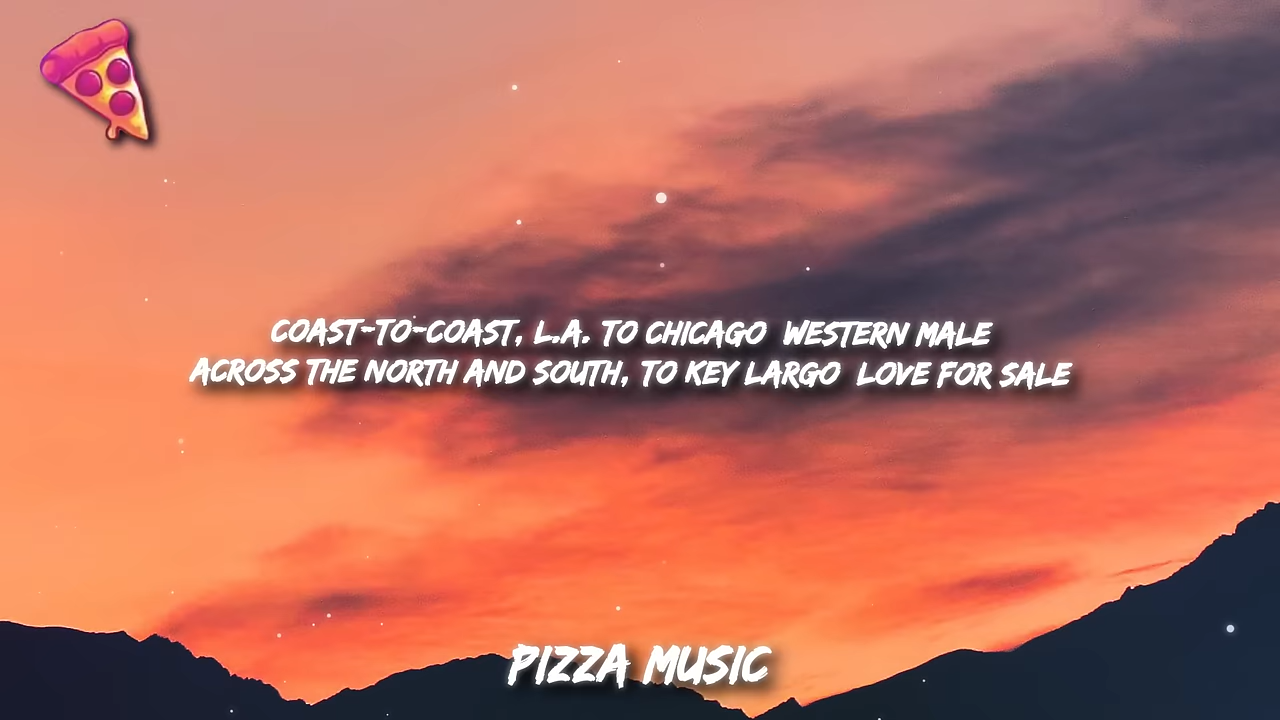 COAST-TO-COAST, L.A. TO CHICAGO  WESTERN MALE
ACROSS THE NORTH AND SOUTH, TO KEY LARGO  LOVE FOR SALE
PIZZA MUSIC